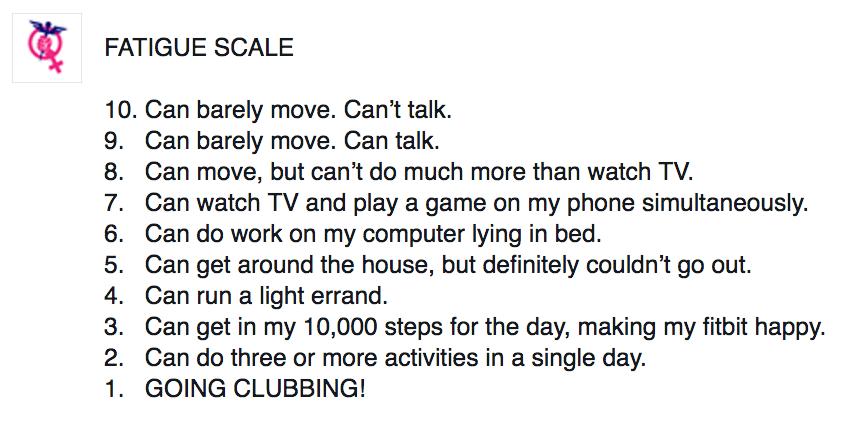 FATIGUE SCALE
10. Can barely move. Can’t talk.
9. Can barely move. Can talk.
8. Can move, but can’t do much more than watch TV.
7. Can watch TV and play a game on my phone simultaneously.
6. Can do work on my computer lying in bed.
5. Can get around the house, but definitely couldn’t go out.
4. Can run a light errand.
3. Can get in my 10,000 steps for the day, making my fitbit happy.
2. Can do three or more activities in a single day.
1. GOING CLUBBING!